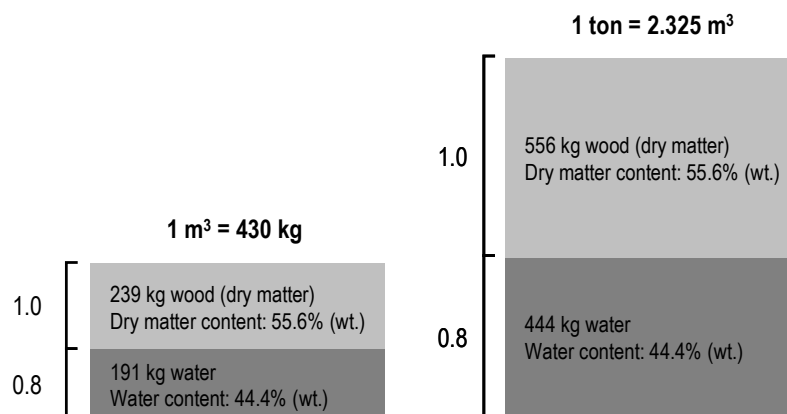 1 ton = 2.325 m³
1.0
556 kg wood (dry matter)
Dry matter content: 55.6% (wt.)
0.8
444 kg water
Water content: 44.4% (wt.)
1 m³ = 430 kg
1.0
239 kg wood (dry matter)
Dry matter content: 55.6% (wt.)
0.8
191 kg water
Water content: 44.4% (wt.)